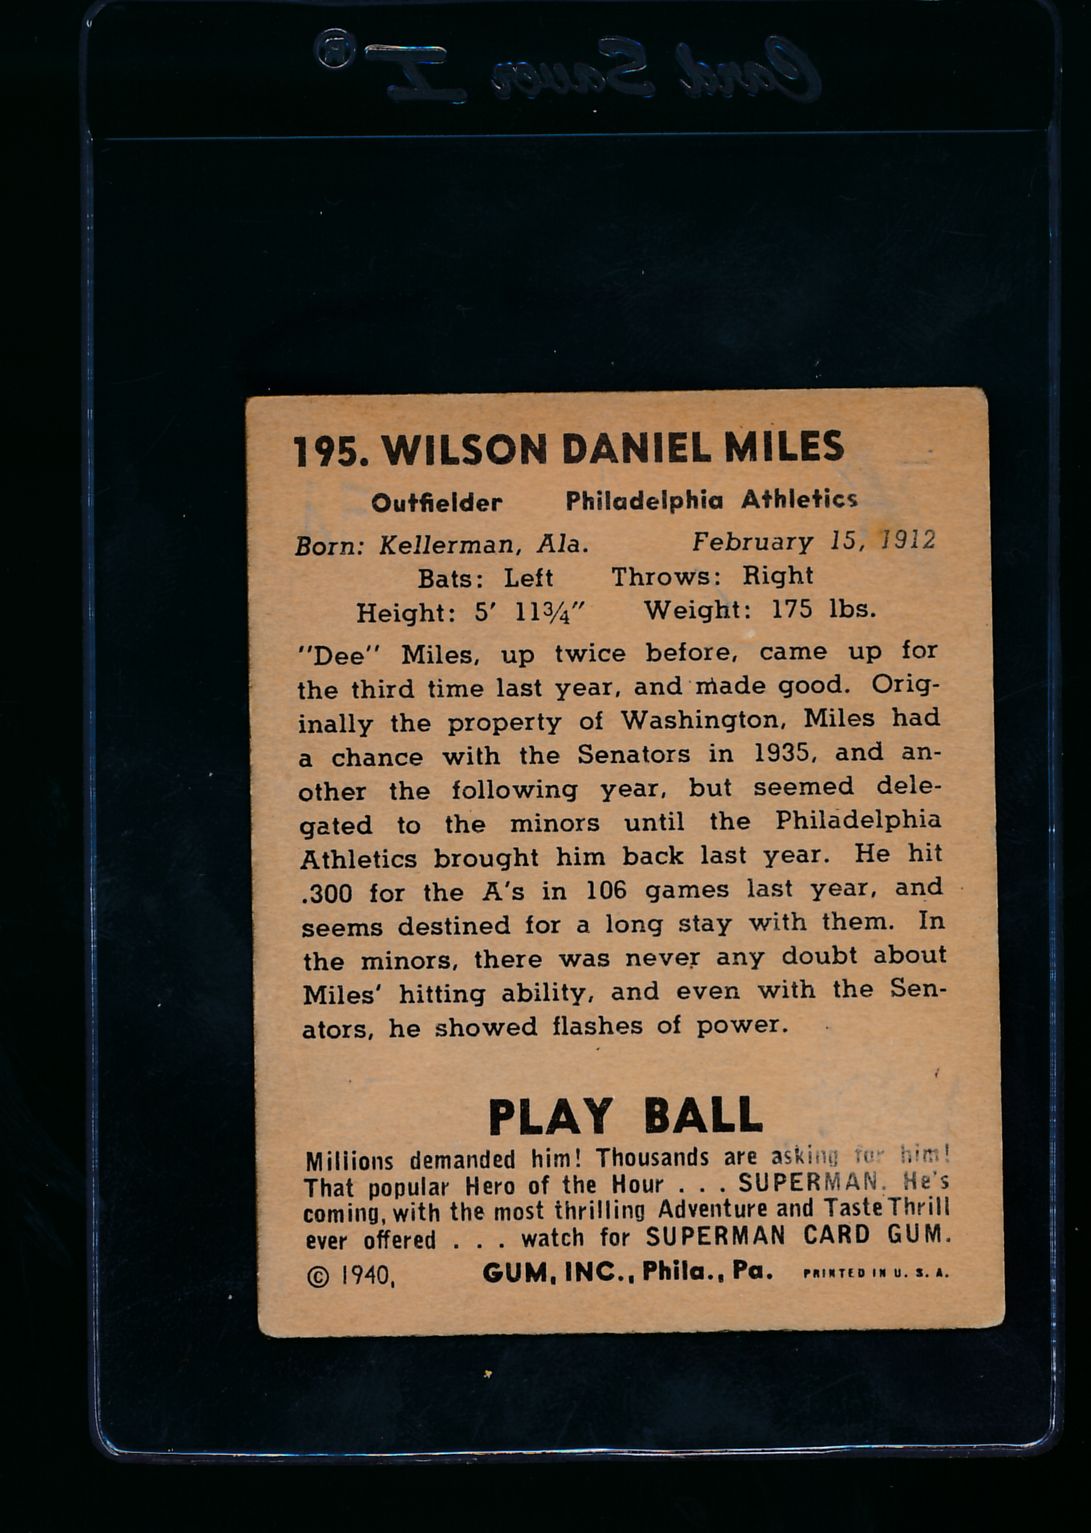 Card Saver I®
195. WILSON DANIEL MILES
Outfielder Philadelphia Athletics
Born: Kellerman, Ala. February 15, 1912
Bats: Left Throws: Right
Height: 5′ 11¾″ Weight: 175 lbs.
"Dee" Miles, up twice before, came up for
the third time last year, and made good. Orig-
inally the property of Washington, Miles had
a chance with the Senators in 1935, and an-
other the following year, but seemed dele-
gated to the minors until the Philadelphia
Athletics brought him back last year. He hit
.300 for the A's in 106 games last year, and
seems destined for a long stay with them. In
the minors, there was never any doubt about
Miles' hitting ability, and even with the Sen-
ators, he showed flashes of power.
PLAY BALL
Millions demanded him! Thousands are asking for him!
That popular Hero of the Hour . . . SUPERMAN. He's
coming, with the most thrilling Adventure and Taste Thrill
ever offered . . . watch for SUPERMAN CARD GUM.
© 1940, GUM, INC., Phila., Pa. PRINTED IN U. S. A.